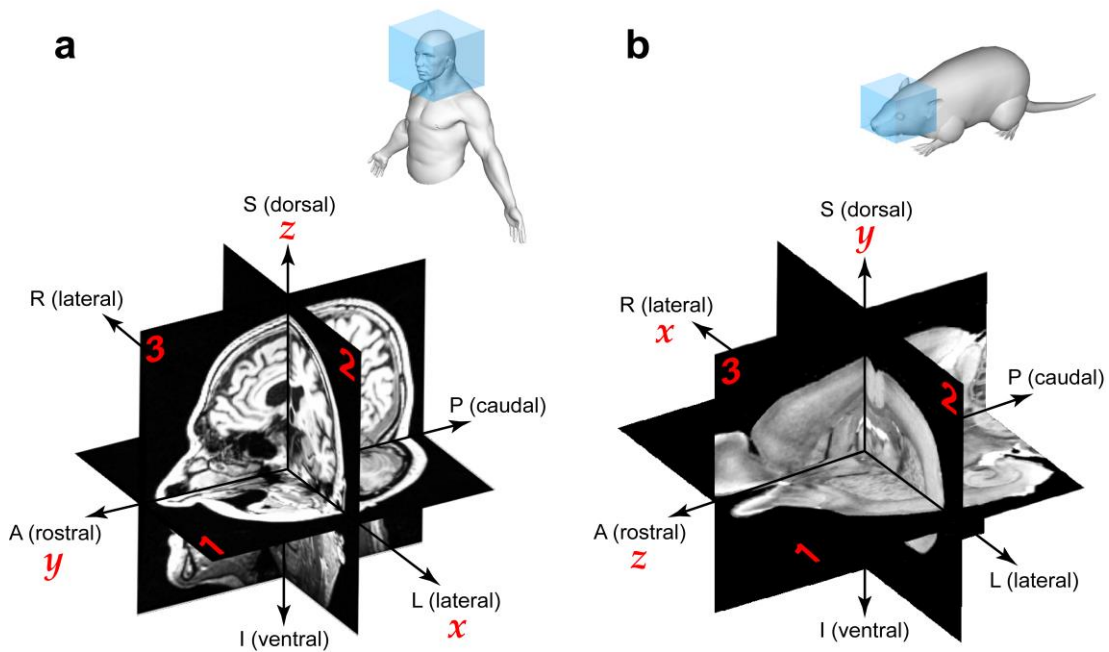 a
S (dorsal)
z
R (lateral)
3
2
P (caudal)
A (rostral)
y
1
L (lateral)
x
I (ventral)
b
S (dorsal)
y
R (lateral)
x
3
2
P (caudal)
A (rostral)
z
1
L (lateral)
I (ventral)